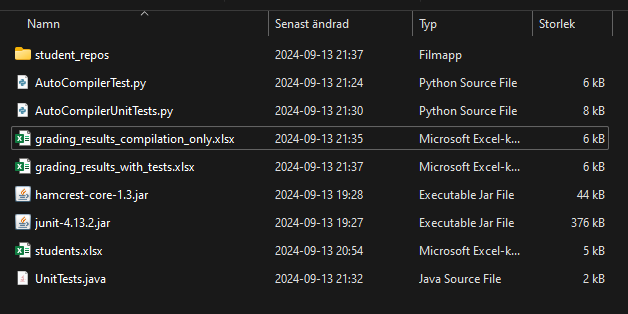 Namn Senast ändrad Typ Storlek
student_repos 2024-09-13 21:37 Filmapp
AutoCompilerTest.py 2024-09-13 21:24 Python Source File 6 kB
AutoCompilerUnitTests.py 2024-09-13 21:30 Python Source File 8 kB
grading_results_compilation_only.xlsx 2024-09-13 21:35 Microsoft Excel-k... 6 kB
grading_results_with_tests.xlsx 2024-09-13 21:37 Microsoft Excel-k... 6 kB
hamcrest-core-1.3.jar 2024-09-13 19:28 Executable Jar File 44 kB
junit-4.13.2.jar 2024-09-13 19:27 Executable Jar File 376 kB
students.xlsx 2024-09-13 20:54 Microsoft Excel-k... 5 kB
UnitTests.java 2024-09-13 21:32 Java Source File 2 kB